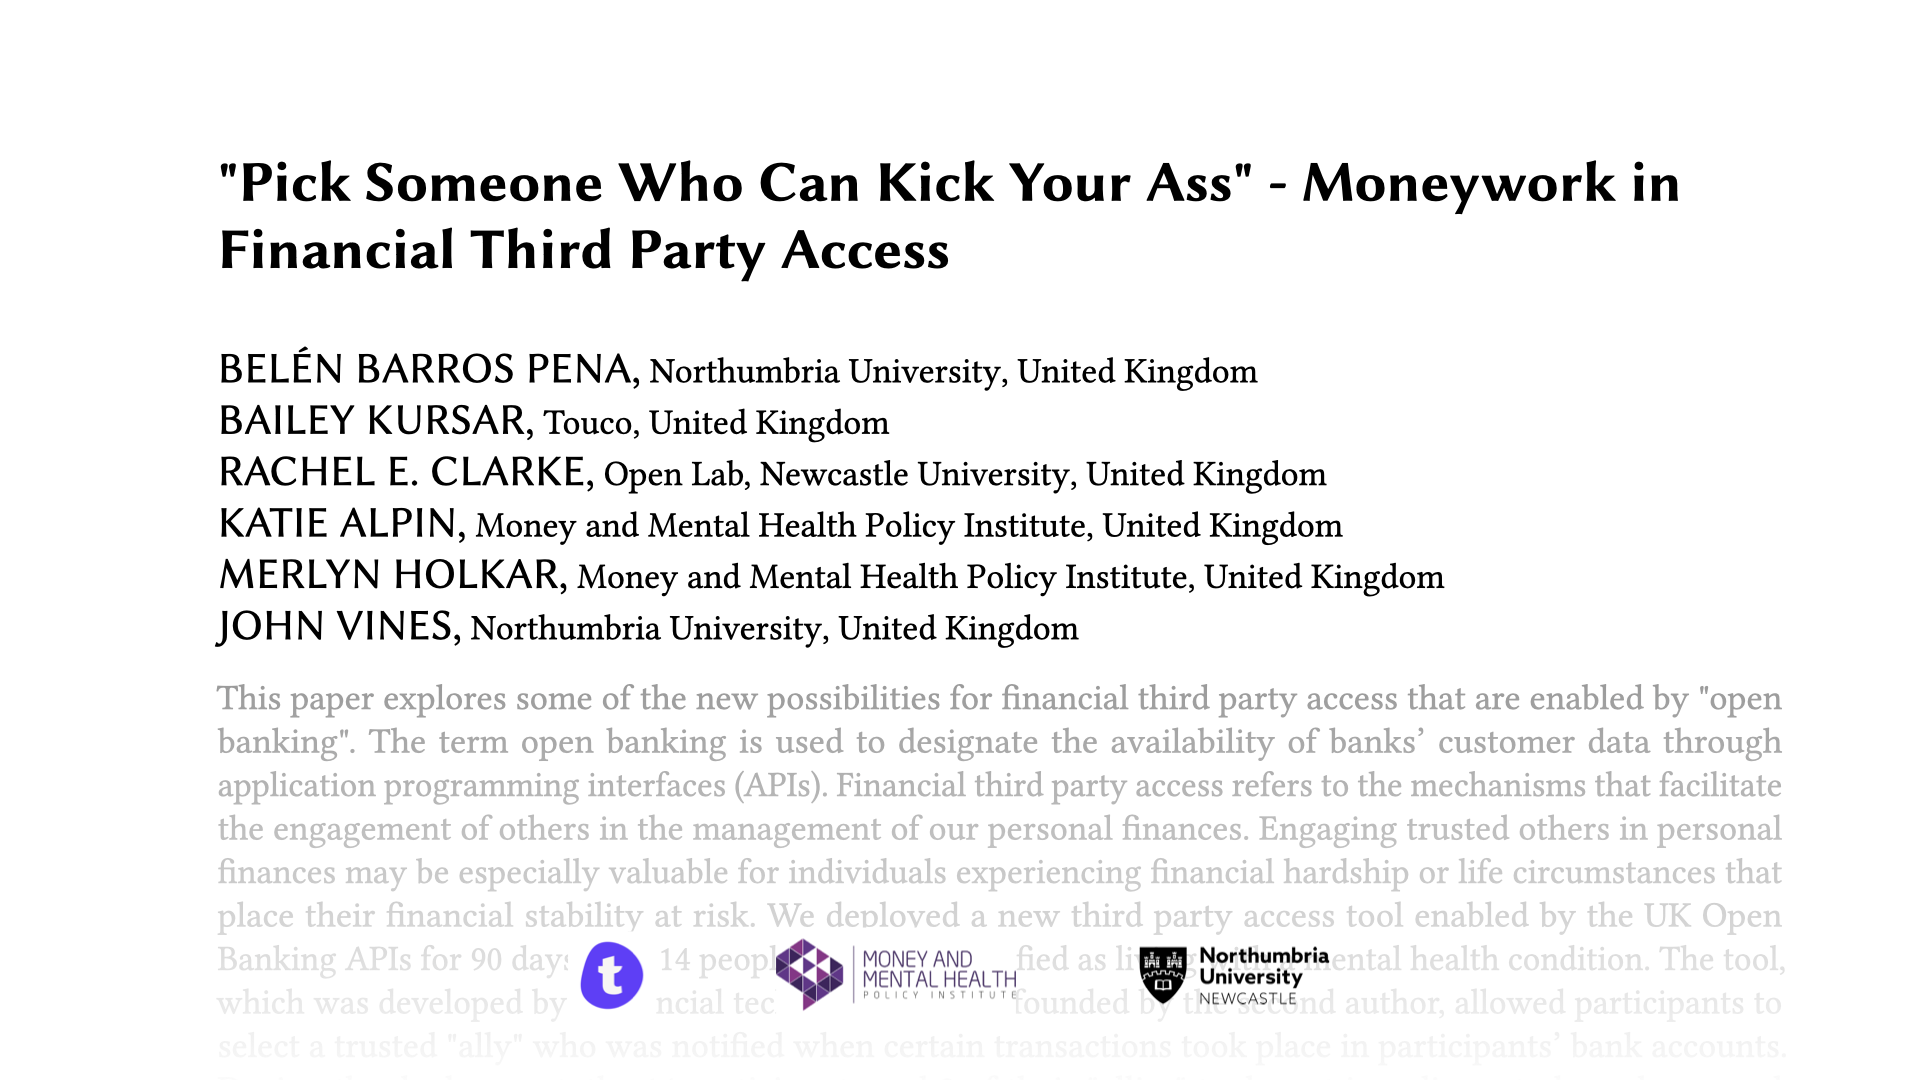 "Pick Someone Who Can Kick Your Ass" - Moneywork in
Financial Third Party Access
BELÉN BARROS PENA, Northumbria University, United Kingdom
BAILEY KURSAR, Touco, United Kingdom
RACHEL E. CLARKE, Open Lab, Newcastle University, United Kingdom
KATIE ALPIN, Money and Mental Health Policy Institute, United Kingdom
MERLYN HOLKAR, Money and Mental Health Policy Institute, United Kingdom
JOHN VINES, Northumbria University, United Kingdom
This paper explores some of the new possibilities for financial third party access that are enabled by "open
banking". The term open banking is used to designate the availability of banks’ customer data through
application programming interfaces (APIs). Financial third party access refers to the mechanisms that facilitate
the engagement of others in the management of our personal finances. Engaging trusted others in personal
finances may be especially valuable for individuals experiencing financial hardship or life circumstances that
place their financial stability at risk. We deployed a new third party access tool enabled by the UK Open
Banking APIs for 90 days 14 peopl fied as li ental health condition. The tool,
which was developed by ncial tec founded by the second author, allowed participants to
select a trusted "ally" who was notified when certain transactions took place in participants’ bank accounts.
t
MONEY AND
MENTAL HEALTH
POLICY INSTITUTE
Northumbria
University
NEWCASTLE